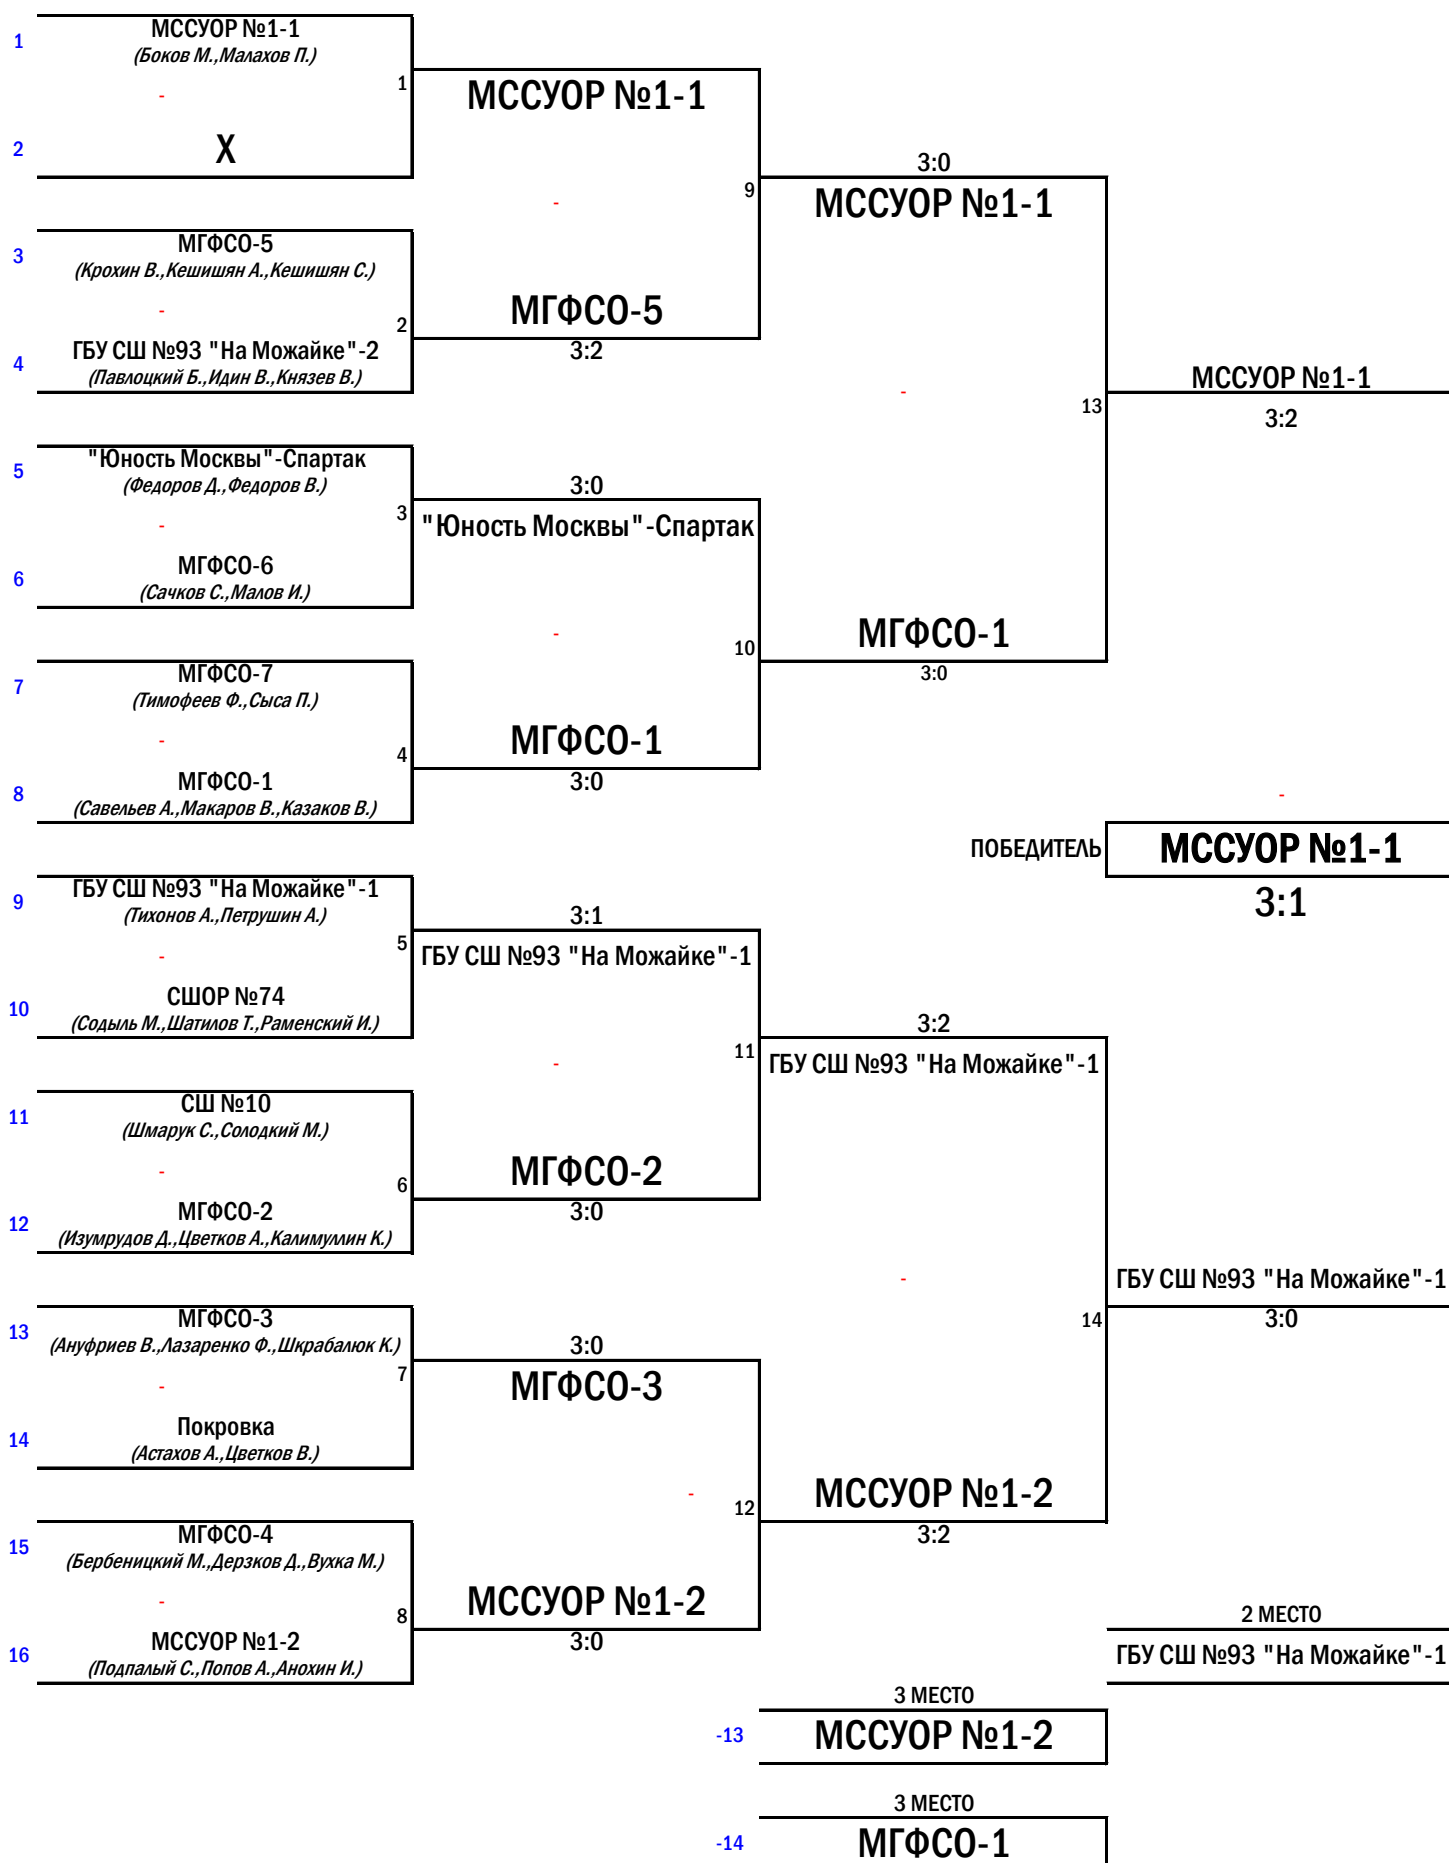 1
МССУОР №1-1
(Боков М.,Малахов П.)
-
1
2
X
МССУОР №1-1
-
9
3:0
МССУОР №1-1
3
МГФСО-5
(Крохин В.,Кешишян А.,Кешишян С.)
-
2
4
ГБУ СШ №93 "На Можайке"-2
(Павлоцкий Б.,Идин В.,Князев В.)
МГФСО-5
3:2
-
13
МССУОР №1-1
3:2
5
"Юность Москвы"-Спартак
(Федоров Д.,Федоров В.)
-
3
6
МГФСО-6
(Сачков С.,Малов И.)
3:0
"Юность Москвы"-Спартак
-
10
МГФСО-1
3:0
7
МГФСО-7
(Тимофеев Ф.,Сыса П.)
-
4
8
МГФСО-1
(Савельев А.,Макаров В.,Казаков В.)
МГФСО-1
3:0
-
ПОБЕДИТЕЛЬ
МССУОР №1-1
3:1
9
ГБУ СШ №93 "На Можайке"-1
(Тихонов А.,Петрушин А.)
-
5
10
СШОР №74
(Содыль М.,Шатилов Т.,Раменский И.)
3:1
ГБУ СШ №93 "На Можайке"-1
-
11
3:2
ГБУ СШ №93 "На Можайке"-1
11
СШ №10
(Шмарук С.,Солодкий М.)
-
6
12
МГФСО-2
(Изумрудов Д.,Цветков А.,Калимуллин К.)
МГФСО-2
3:0
-
14
ГБУ СШ №93 "На Можайке"-1
3:0
13
МГФСО-3
(Ануфриев В.,Лазаренко Ф.,Шкрабалюк К.)
-
7
14
Покровка
(Астахов А.,Цветков В.)
3:0
МГФСО-3
-
12
МССУОР №1-2
3:2
15
МГФСО-4
(Бербеницкий М.,Дерзков Д.,Вухка М.)
-
8
16
МССУОР №1-2
(Подпалый С.,Попов А.,Анохин И.)
МССУОР №1-2
3:0
2 МЕСТО
ГБУ СШ №93 "На Можайке"-1
3 МЕСТО
-13
МССУОР №1-2
3 МЕСТО
-14
МГФСО-1